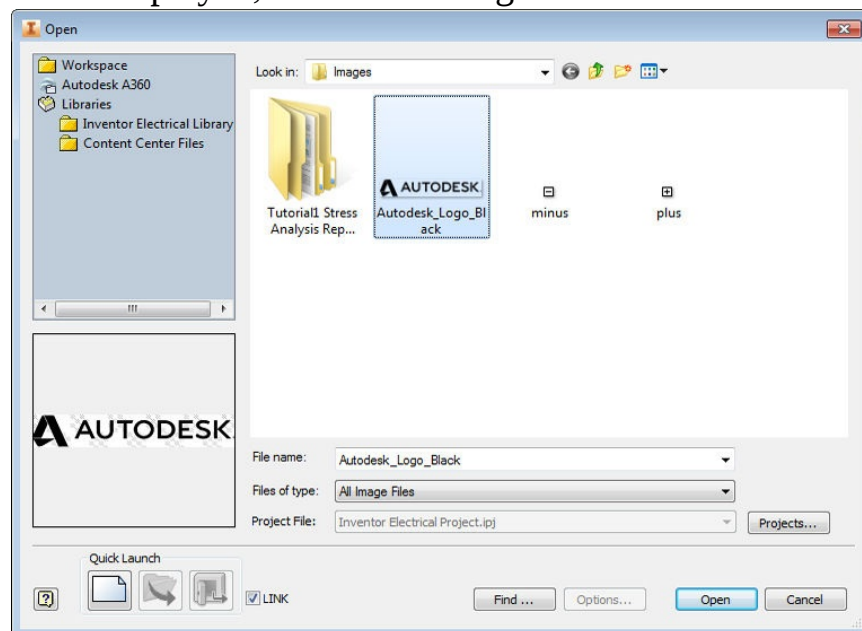 Open
Workspace
Autodesk A360
Libraries
Inventor Electrical Library
Content Center Files
Look in: Images
AUTODESK
Tutorial1 Stress
Analysis Rep...
Autodesk_Logo_Bl
ack
minus
plus
AUTODESK
File name: Autodesk_Logo_Black
Files of type: All Image Files
Project File: Inventor Electrical Project.ipj
Projects...
Quick Launch
LINK
Find ...
Options...
Open
Cancel